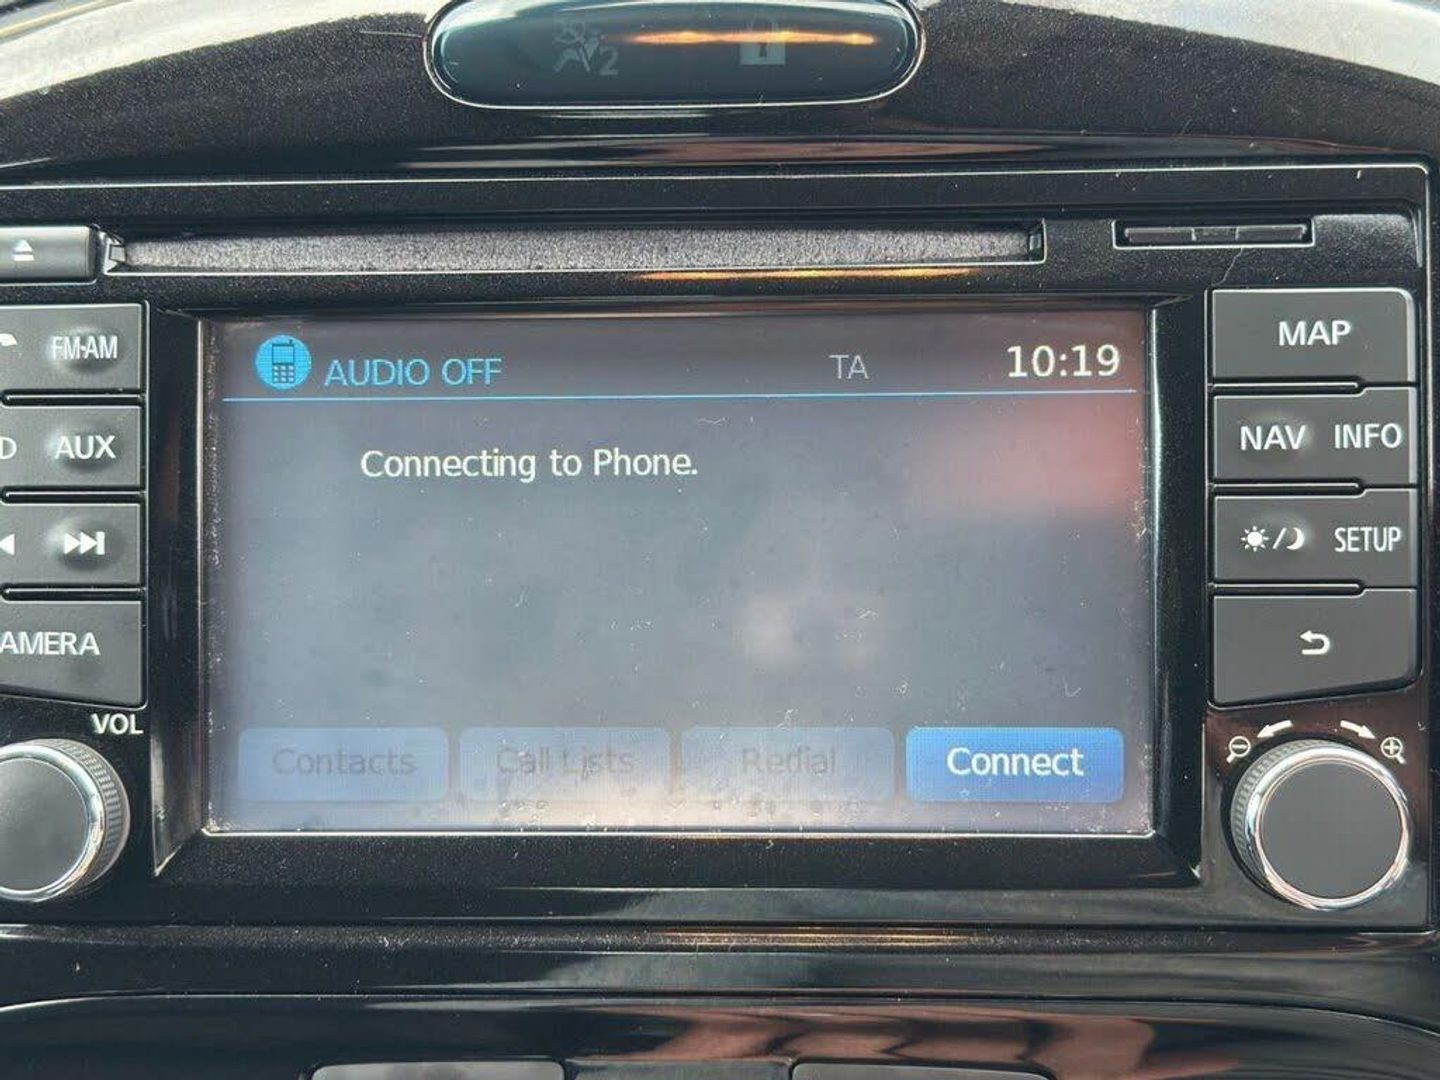 2
FM·AM
AUDIO OFF TA 10:19
MAP
D AUX
Connecting to Phone.
NAV INFO
SETUP
AMERA
VOL
Contacts Call Lists Redial Connect